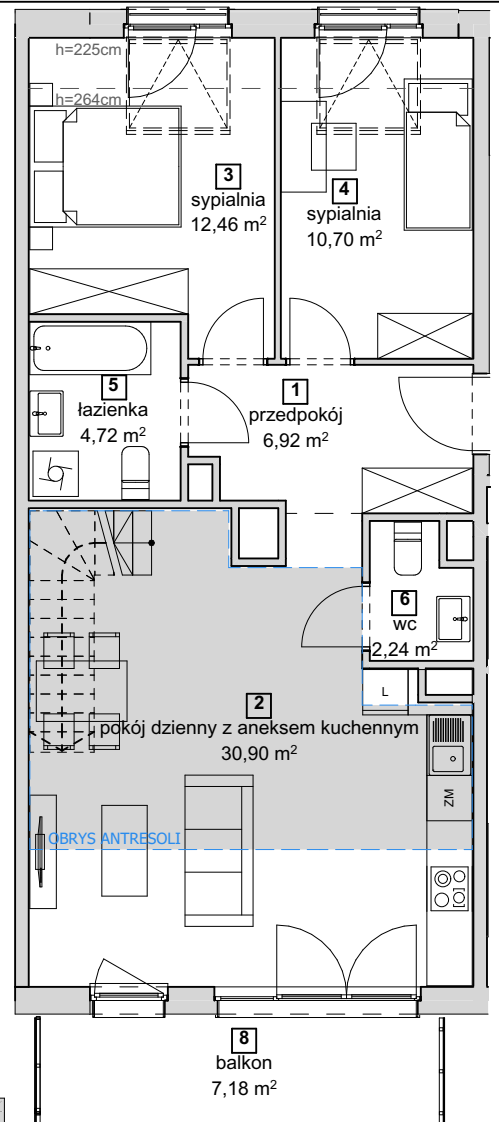 h=225cm
h=264cm
3
sypialnia
12,46 m²
4
sypialnia
10,70 m²
5
łazienka
4,72 m²
1
przedpokój
6,92 m²
6
wc
2,24 m²
L
2
pokój dzienny z aneksem kuchennym
30,90 m²
ZM
OBRYS ANTRESOLI
8
balkon
7,18 m²